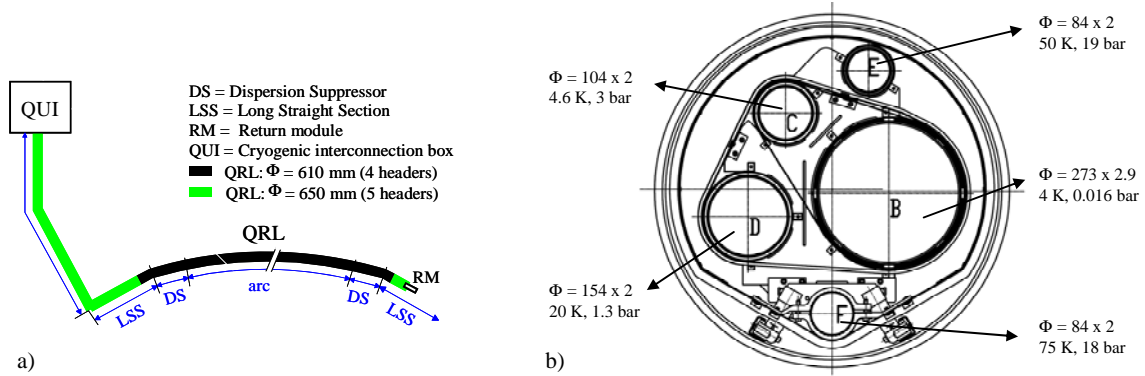 QUI
DS = Dispersion Suppressor
LSS = Long Straight Section
RM = Return module
QUI = Cryogenic interconnection box
QRL: Φ = 610 mm (4 headers)
QRL: Φ = 650 mm (5 headers)
QRL
RM
LSS
DS
arc
DS
LSS
a)
Φ = 84 x 2
50 K, 19 bar
Φ = 104 x 2
4.6 K, 3 bar
E
C
Φ = 273 x 2.9
4 K, 0.016 bar
B
D
Φ = 154 x 2
20 K, 1.3 bar
F
Φ = 84 x 2
75 K, 18 bar
b)